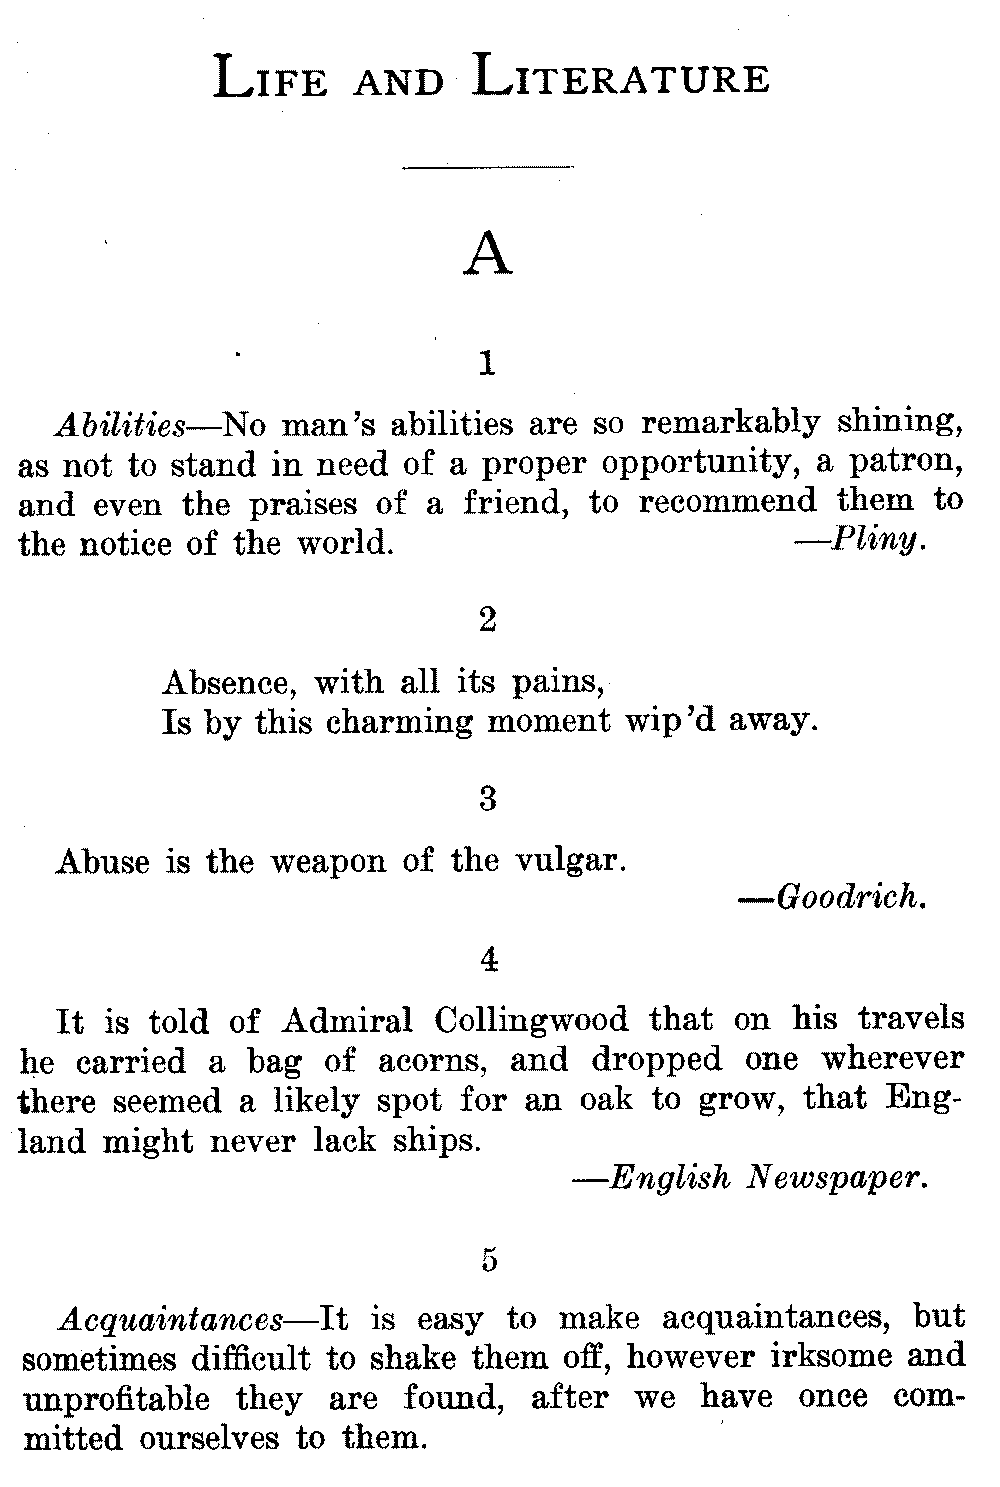 LIFE AND LITERATURE
A
1
Abilities—No man's abilities are so remarkably shining,
as not to stand in need of a proper opportunity, a patron,
and even the praises of a friend, to recommend them to
the notice of the world. —Pliny.
2
Absence, with all its pains,
Is by this charming moment wip'd away.
3
Abuse is the weapon of the vulgar.
—Goodrich.
4
It is told of Admiral Collingwood that on his travels
he carried a bag of acorns, and dropped one wherever
there seemed a likely spot for an oak to grow, that Eng-
land might never lack ships.
—English Newspaper.
5
Acquaintances—It is easy to make acquaintances, but
sometimes difficult to shake them off, however irksome and
unprofitable they are found, after we have once com-
mitted ourselves to them.